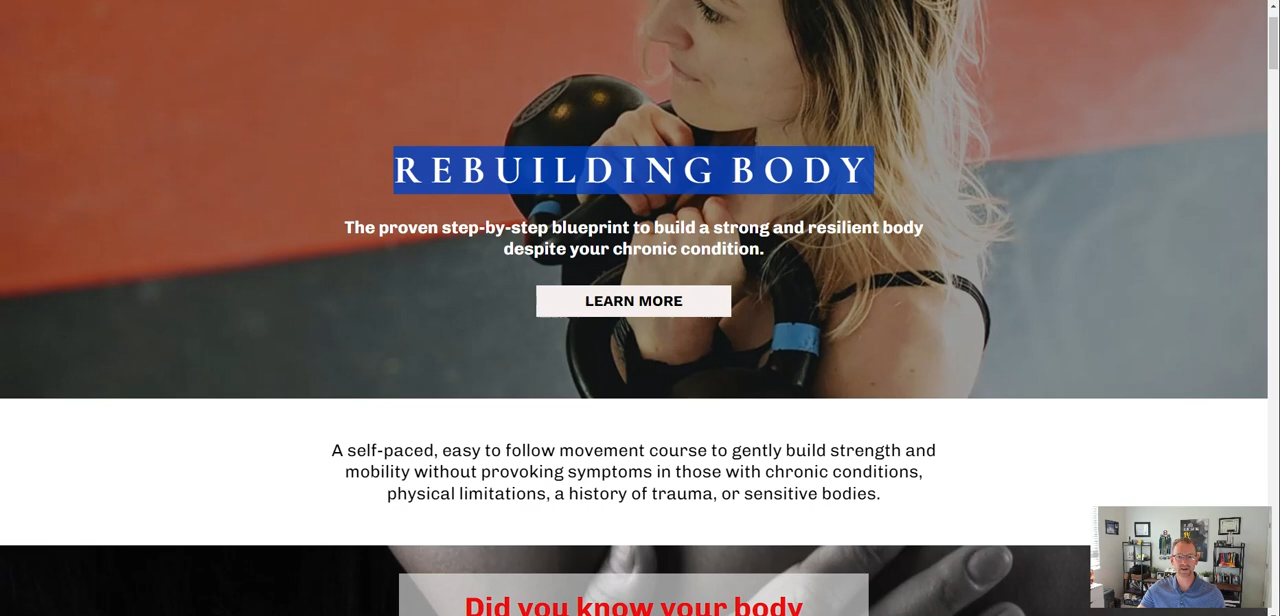 REBUILDING BODY
The proven step-by-step blueprint to build a strong and resilient body
despite your chronic condition.
LEARN MORE
A self-paced, easy to follow movement course to gently build strength and
mobility without provoking symptoms in those with chronic conditions,
physical limitations, a history of trauma, or sensitive bodies.
Did you know your body